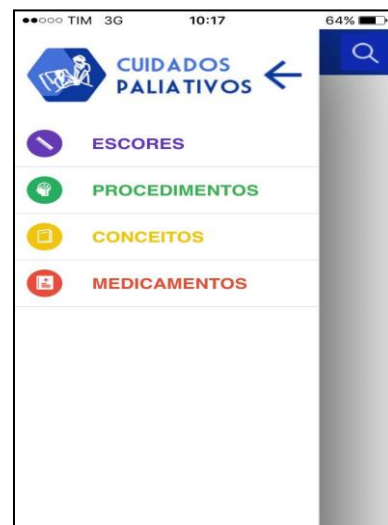 ●●○○○ TIM 3G 10:17 64%
CUIDADOS
PALIATIVOS
ESCORES
PROCEDIMENTOS
CONCEITOS
MEDICAMENTOS